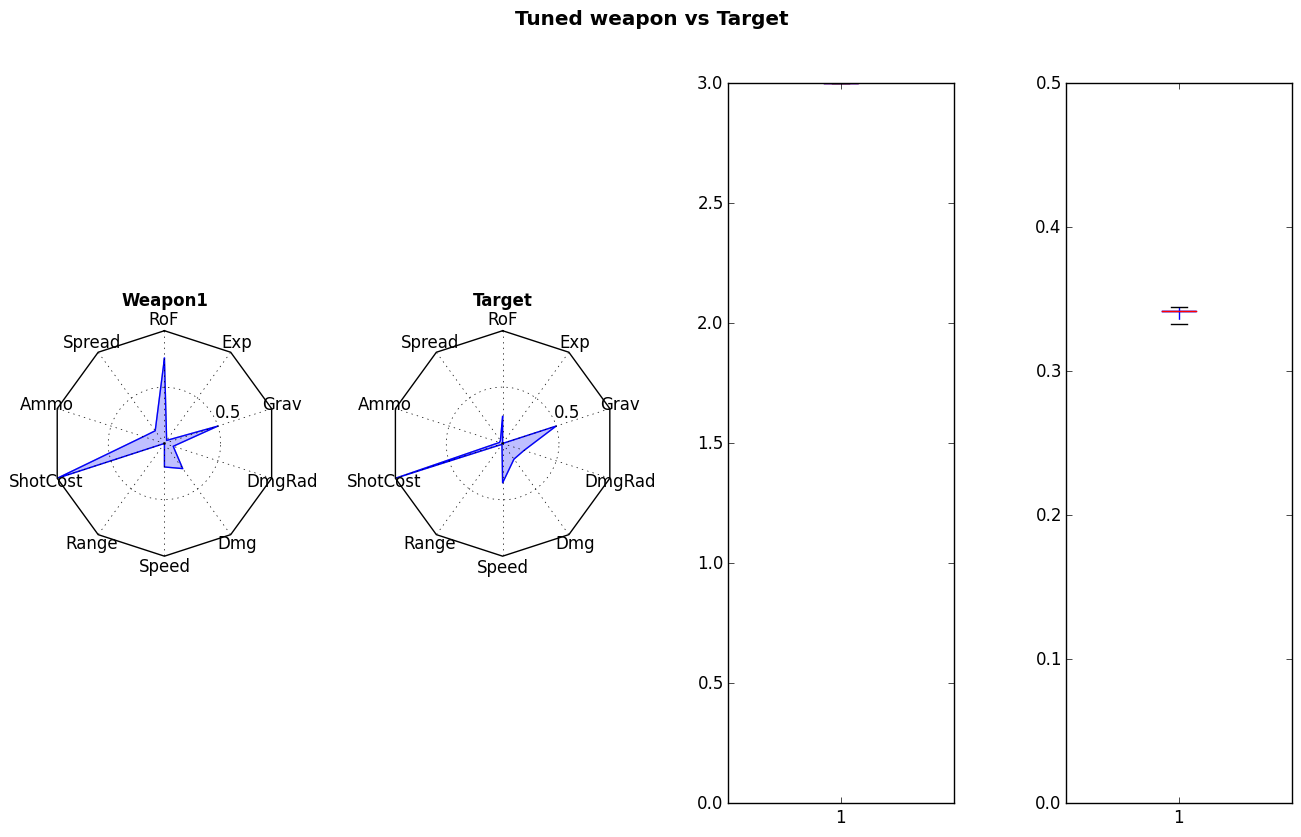 Tuned weapon vs Target
Weapon1
RoF
Spread
Exp
Ammo
0.5
Grav
ShotCost
DmgRad
Range
Dmg
Speed
Target
RoF
Spread
Exp
Ammo
0.5
Grav
ShotCost
DmgRad
Range
Dmg
Speed
3.0
2.5
2.0
1.5
1.0
0.5
0.0
1
0.5
0.4
0.3
0.2
0.1
0.0
1